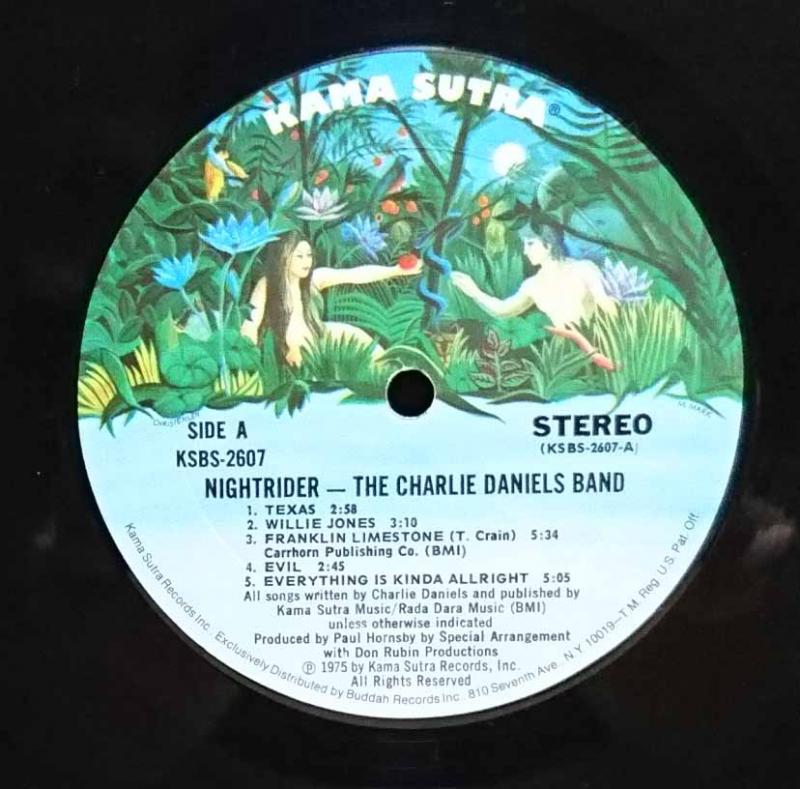 KAMA SUTRA®
CHRISTENSEN
M. MARK
SIDE A
STEREO
KSBS-2607
(KSBS-2607-A)
NIGHTRIDER — THE CHARLIE DANIELS BAND
1. TEXAS 2:58
2. WILLIE JONES 3:10
3. FRANKLIN LIMESTONE (T. Crain) 5:34
Carrhorn Publishing Co. (BMI)
4. EVIL 2:45
5. EVERYTHING IS KINDA ALLRIGHT 5:05
All songs written by Charlie Daniels and published by
Kama Sutra Music/Rada Dara Music (BMI)
unless otherwise indicated
Produced by Paul Hornsby by Special Arrangement
with Don Rubin Productions
℗ 1975 by Kama Sutra Records, Inc.
All Rights Reserved
Kama Sutra Records Inc. Exclusively Distributed by Buddah Records Inc. 810 Seventh Ave., N.Y. 10019—T.M. Reg. U.S. Pat. Off.